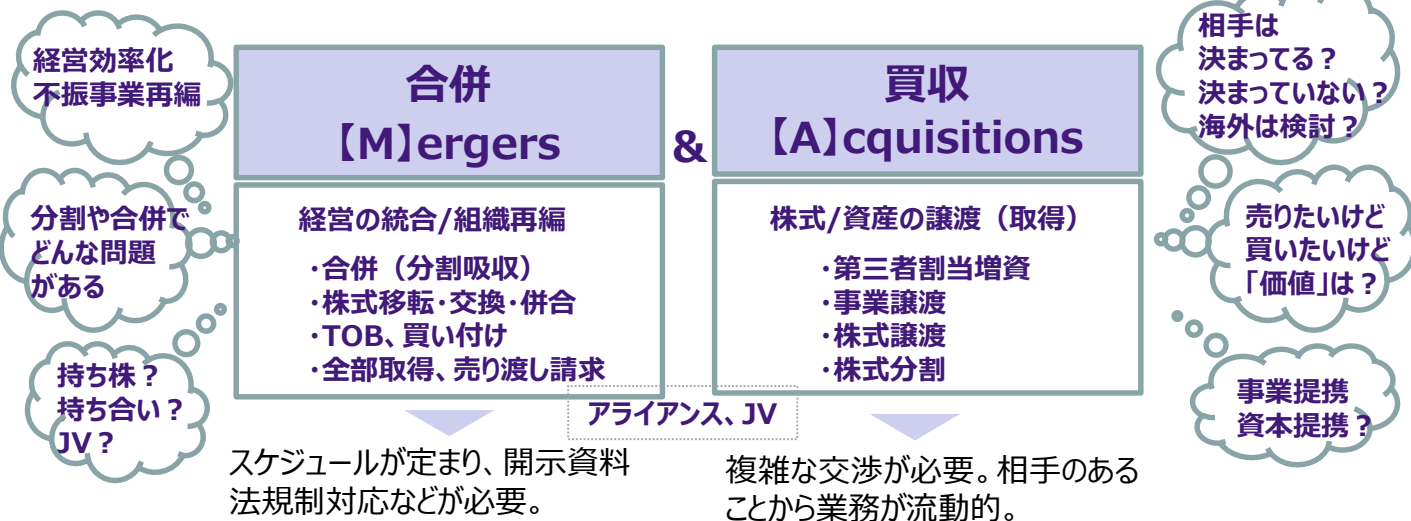 経営効率化
不振事業再編
分割や合併で
どんな問題
がある
持ち株？
持ち合い？
JV？
合併
【M】ergers
経営の統合/組織再編
・合併（分割吸収）
・株式移転・交換・併合
・TOB、買い付け
・全部取得、売り渡し請求
スケジュールが定まり、開示資料
法規制対応などが必要。
&
アライアンス、JV
買収
【A】cquisitions
株式/資産の譲渡（取得）
・第三者割当増資
・事業譲渡
・株式譲渡
・株式分割
複雑な交渉が必要。相手のある
ことから業務が流動的。
相手は
決まってる？
決まっていない？
海外は検討？
売りたいけど
買いたいけど
「価値」は？
事業提携
資本提携？